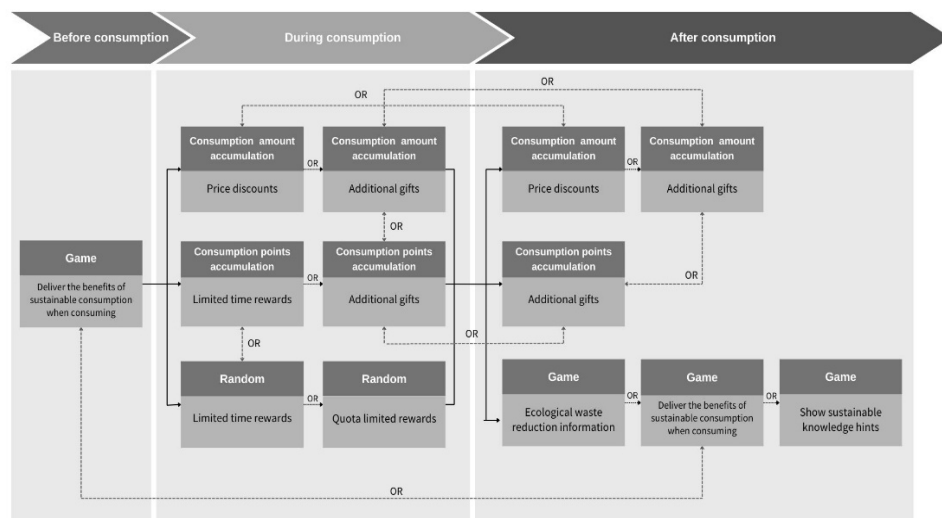 Before consumption
During consumption
After consumption
OR
OR
Consumption amount
accumulation
Price discounts
OR
Consumption amount
accumulation
Additional gifts
Consumption amount
accumulation
Price discounts
OR
Consumption amount
accumulation
Additional gifts
OR
Game
Deliver the benefits of
sustainable consumption
when consuming
Consumption points
accumulation
Limited time rewards
OR
Consumption points
accumulation
Additional gifts
Consumption points
accumulation
Additional gifts
OR
OR
OR
Random
Limited time rewards
OR
Random
Quota limited rewards
Game
Ecological waste
reduction information
OR
Game
Deliver the benefits of
sustainable consumption
when consuming
OR
Game
Show sustainable
knowledge hints
OR